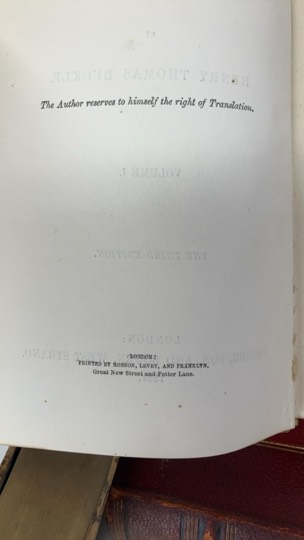 The Author reserves to himself the right of Translation.
LONDON:
PRINTED BY ROBSON, LEVEY, AND FRANKLYN,
Great New Street and Fetter Lane.